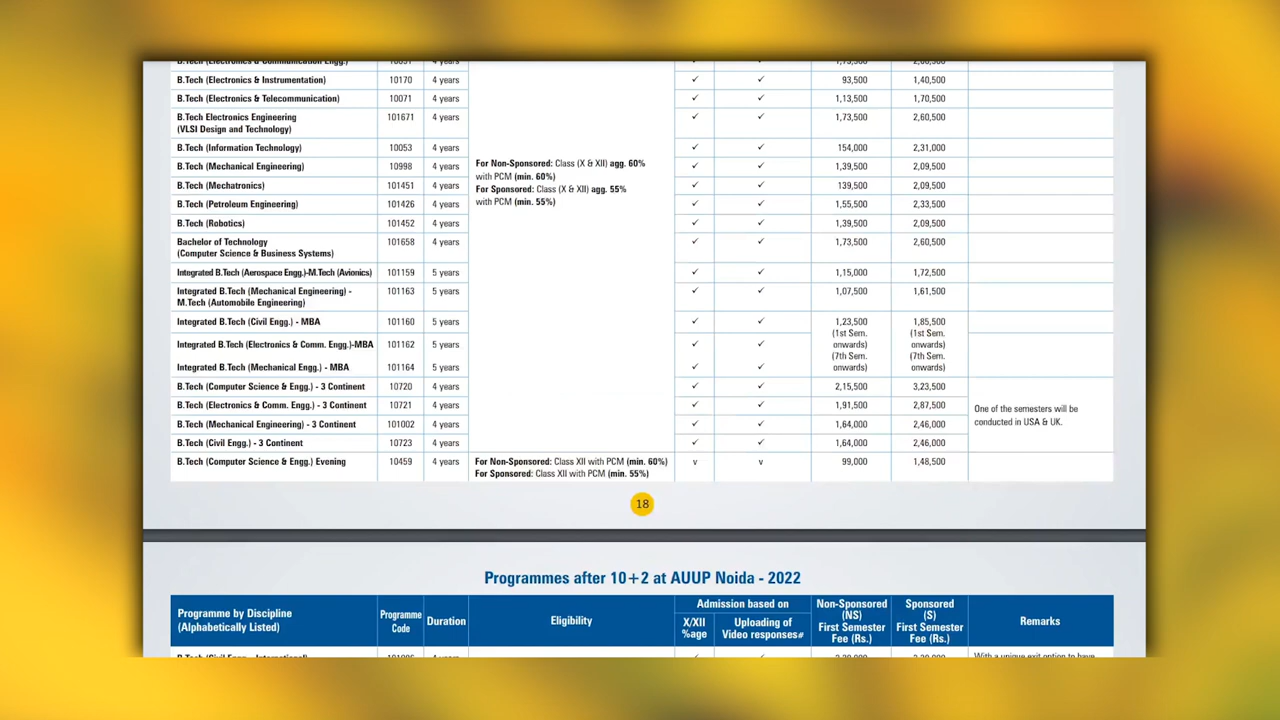 B.Tech (Electronics & Communication Engg.) 10051 4 years 1,73,500 2,60,500
B.Tech (Electronics & Instrumentation) 10170 4 years ✓ ✓ 93,500 1,40,500
B.Tech (Electronics & Telecommunication) 10071 4 years ✓ ✓ 1,13,500 1,70,500
B.Tech Electronics Engineering 101671 4 years ✓ ✓ 1,73,500 2,60,500
(VLSI Design and Technology)
B.Tech (Information Technology) 10053 4 years ✓ ✓ 154,000 2,31,000
For Non-Sponsored: Class (X & XII) agg. 60%
B.Tech (Mechanical Engineering) 10998 4 years ✓ ✓ 1,39,500 2,09,500
with PCM (min. 60%)
B.Tech (Mechatronics) 101451 4 years ✓ ✓ 139,500 2,09,500
For Sponsored: Class (X & XII) agg. 55%
with PCM (min. 55%)
B.Tech (Petroleum Engineering) 101426 4 years ✓ ✓ 1,55,500 2,33,500
B.Tech (Robotics) 101452 4 years ✓ ✓ 1,39,500 2,09,500
Bachelor of Technology 101658 4 years ✓ ✓ 1,73,500 2,60,500
(Computer Science & Business Systems)
Integrated B.Tech (Aerospace Engg.)-M.Tech (Avionics) 101159 5 years ✓ ✓ 1,15,000 1,72,500
Integrated B.Tech (Mechanical Engineering) - 101163 5 years ✓ ✓ 1,07,500 1,61,500
M.Tech (Automobile Engineering)
Integrated B.Tech (Civil Engg.) - MBA 101160 5 years ✓ ✓ 1,23,500 1,85,500
(1st Sem. (1st Sem.
Integrated B.Tech (Electronics & Comm. Engg.)-MBA 101162 5 years ✓ ✓ onwards) onwards)
(7th Sem. (7th Sem.
Integrated B.Tech (Mechanical Engg.) - MBA 101164 5 years ✓ ✓ onwards) onwards)
B.Tech (Computer Science & Engg.) - 3 Continent 10720 4 years ✓ ✓ 2,15,500 3,23,500
B.Tech (Electronics & Comm. Engg.) - 3 Continent 10721 4 years ✓ ✓ 1,91,500 2,87,500
One of the semesters will be
B.Tech (Mechanical Engineering) - 3 Continent 101002 4 years ✓ ✓ 1,64,000 2,46,000
conducted in USA & UK.
B.Tech (Civil Engg.) - 3 Continent 10723 4 years ✓ ✓ 1,64,000 2,46,000
B.Tech (Computer Science & Engg.) Evening 10459 4 years For Non-Sponsored: Class XII with PCM (min. 60%) v v 99,000 1,48,500
For Sponsored: Class XII with PCM (min. 55%)
18
Programmes after 10+2 at AUUP Noida - 2022
Programme by Discipline
(Alphabetically Listed)
Programme
Code
Duration
Eligibility
Admission based on
X/XII
%age
Uploading of
Video responses#
Non-Sponsored
(NS)
First Semester
Fee (Rs.)
Sponsored
(S)
First Semester
Fee (Rs.)
Remarks
B.Tech (Civil Engg - International) 4 years With a unique exit option to have